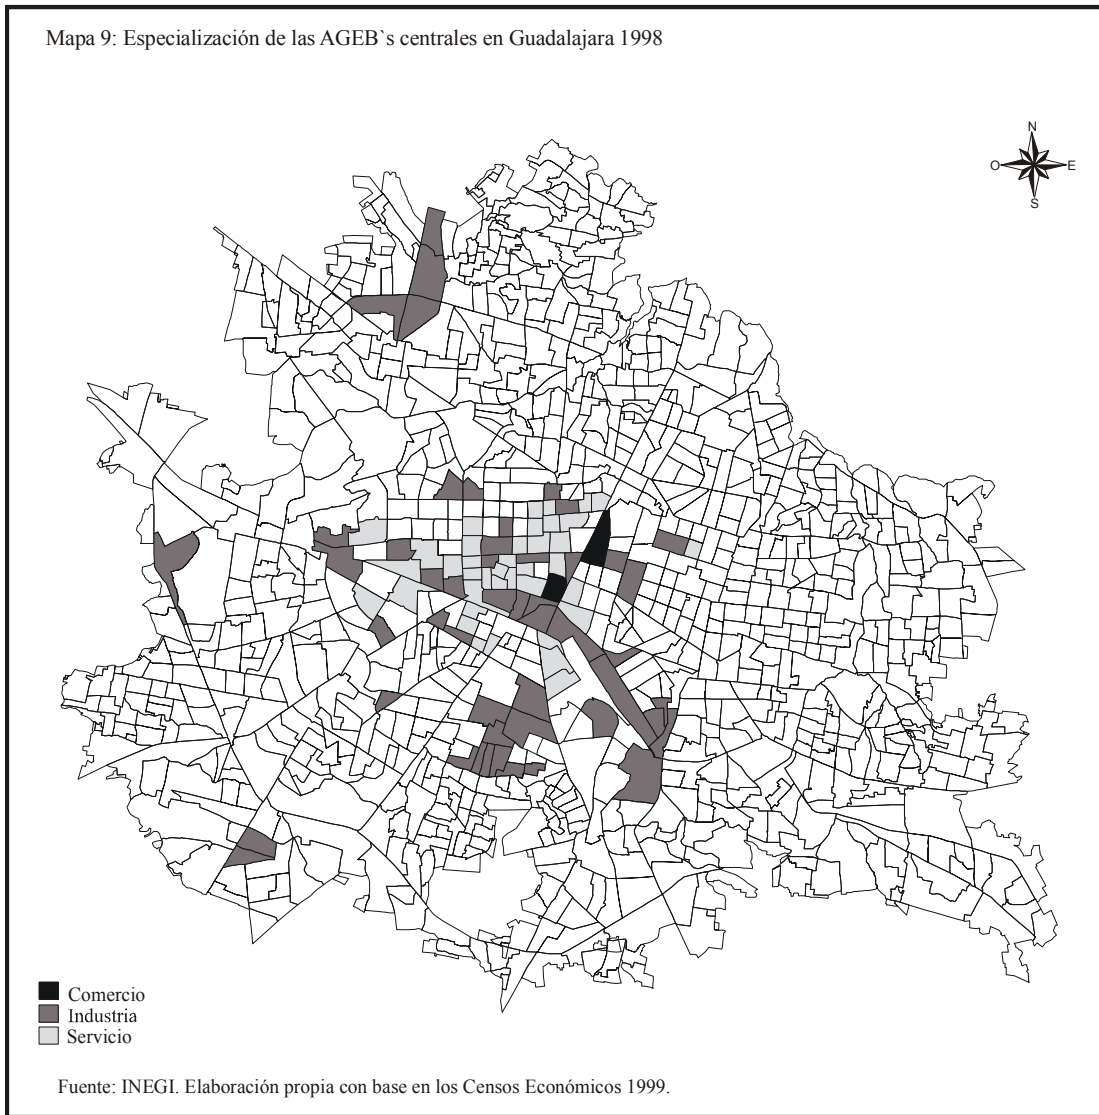 Mapa 9: Especialización de las AGEB`s centrales en Guadalajara 1998
N
O E
S
Comercio
Industria
Servicio
Fuente: INEGI. Elaboración propia con base en los Censos Económicos 1999.